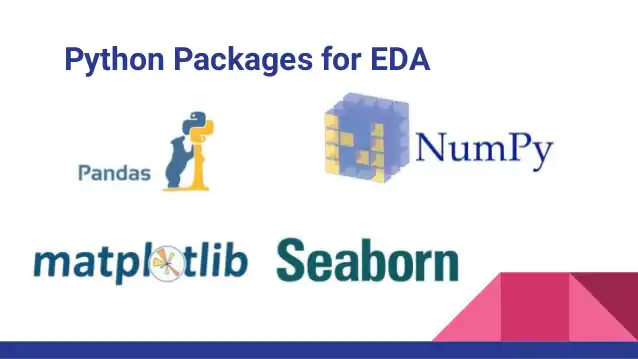 Python Packages for EDA
Pandas
NumPy
matplotlib
Seaborn